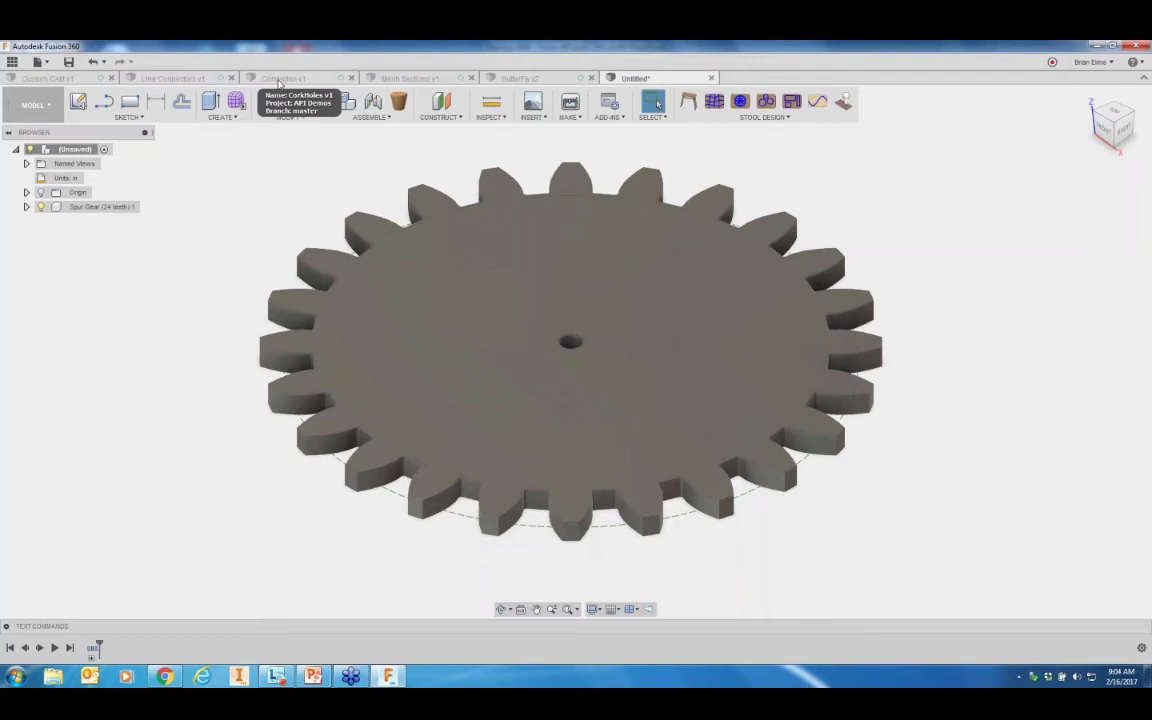 Autodesk Fusion 360
Custom CAM v1
Line Connectors v1
CorkHoles v1
Mesh Sections v1
ButterFly v2
Untitled*
Brian Ekins
MODEL
SKETCH
CREATE
ASSEMBLE
CONSTRUCT
INSPECT
INSERT
MAKE
ADD-INS
SELECT
STOOL DESIGN
Name: CorkHoles v1
Project: API Demos
Branch: master
BROWSER
(Unsaved)
Named Views
Units: in
Origin
Spur Gear (24 teeth) 1
TOP
FRONT
RIGHT
Z
X
TEXT COMMANDS
9:04 AM
2/16/2017